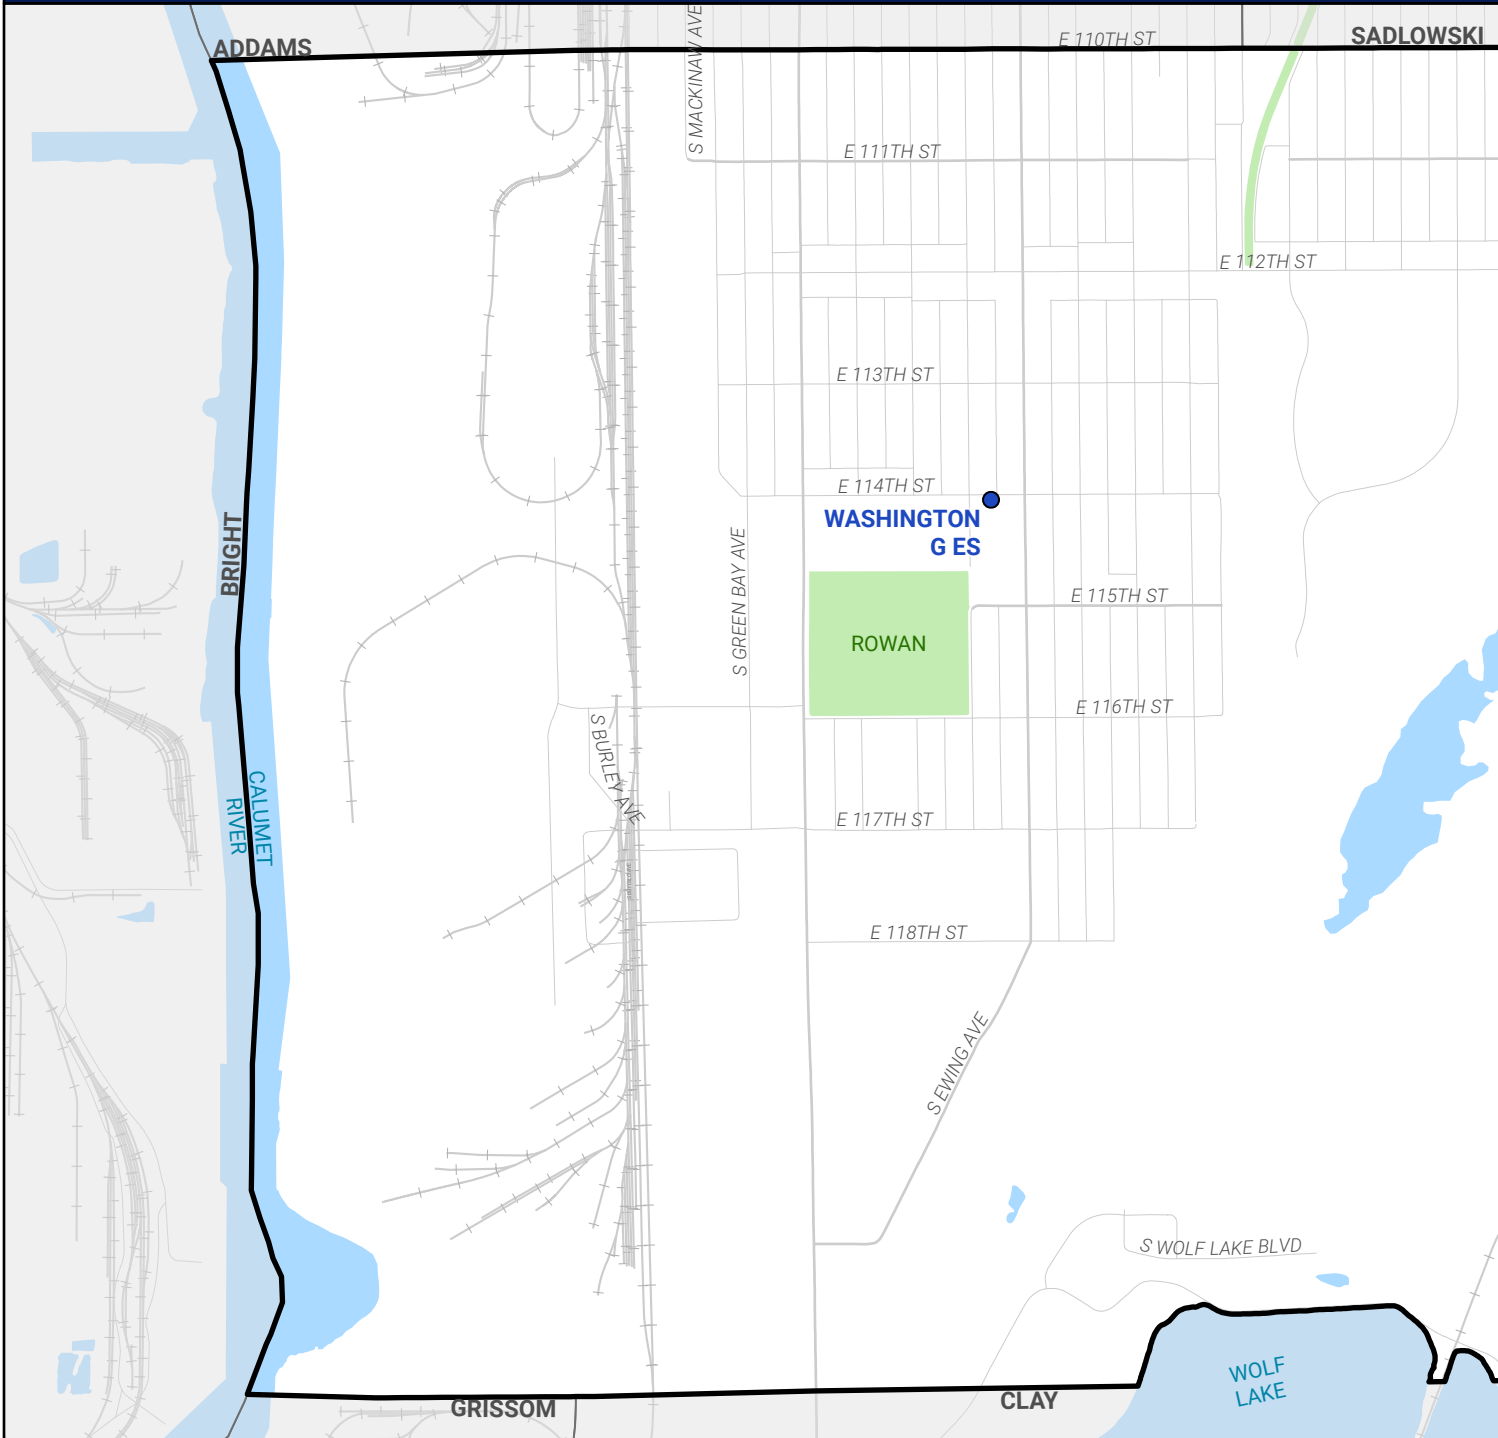 ADDAMS
S MACKINAW AVE
E 110TH ST
SADLOWSKI
E 111TH ST
E 112TH ST
E 113TH ST
E 114TH ST
WASHINGTON
G ES
BRIGHT
S GREEN BAY AVE
E 115TH ST
ROWAN
E 116TH ST
S BURLEY AVE
CALUMET
RIVER
E 117TH ST
E 118TH ST
S EWING AVE
S WOLF LAKE BLVD
WOLF
LAKE
GRISSOM
CLAY